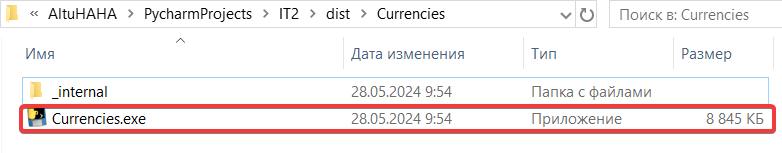 « AltuHAHA > PycharmProjects > IT2 > dist > Currencies Поиск в: Currencies
Имя Дата изменения Тип Размер
_internal 28.05.2024 9:54 Папка с файлами
Currencies.exe 28.05.2024 9:54 Приложение 8 845 КБ